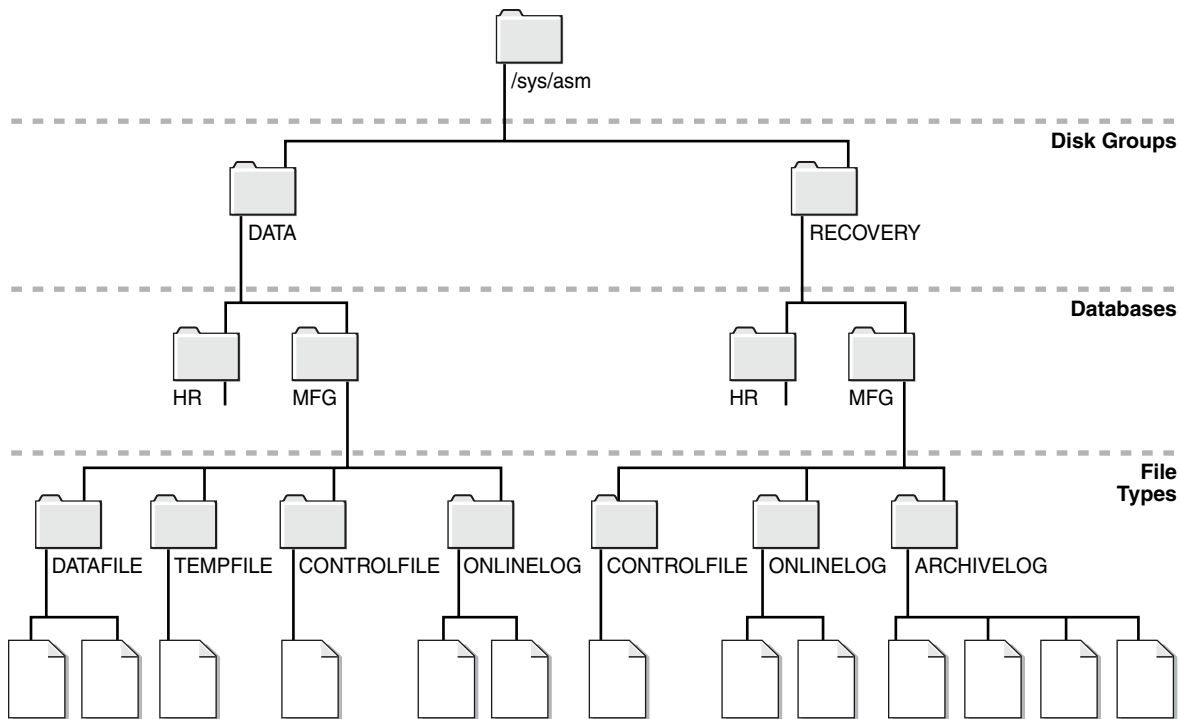 /sys/asm
Disk Groups
DATA
RECOVERY
Databases
HR
MFG
HR
MFG
File
Types
DATAFILE
TEMPFILE
CONTROLFILE
ONLINELOG
CONTROLFILE
ONLINELOG
ARCHIVELOG